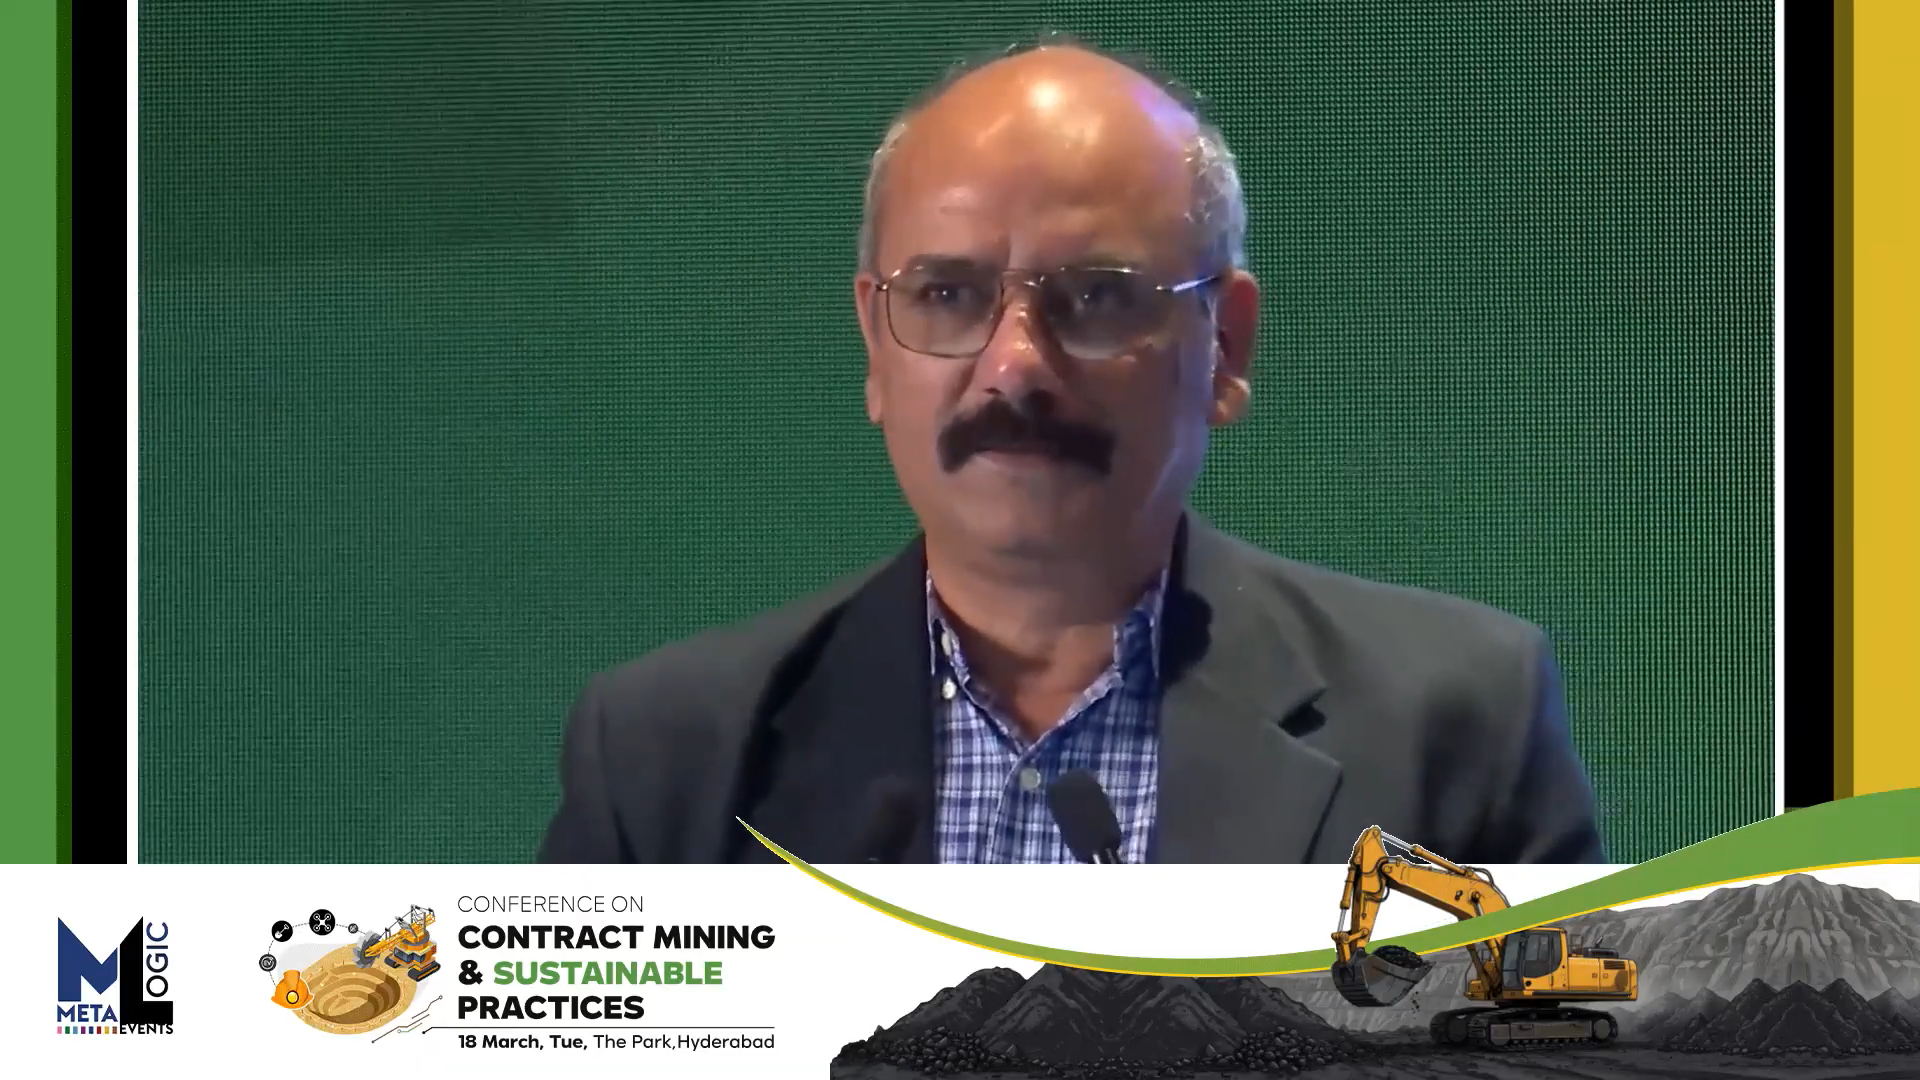 META
LOGIC
EVENTS
CONFERENCE ON
CONTRACT MINING
& SUSTAINABLE
PRACTICES
18 March, Tue, The Park,Hyderabad